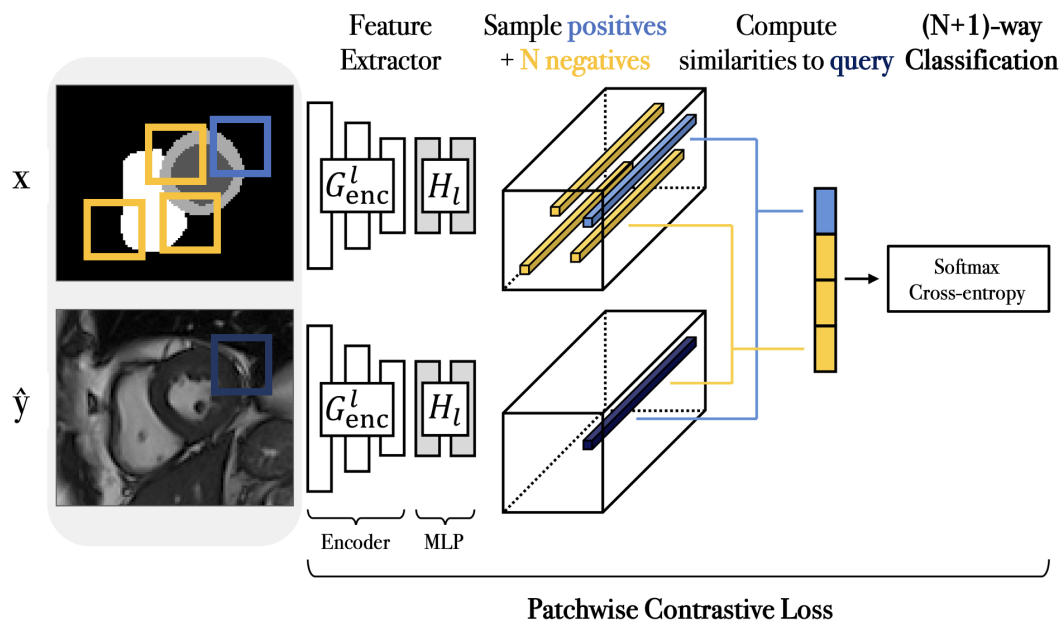 Feature
Extractor
Sample positives
+ N negatives
Compute
similarities to query
(N+1)-way
Classification
x
G^l_enc
H_l
Softmax
Cross-entropy
ŷ
G^l_enc
H_l
Encoder
MLP
Patchwise Contrastive Loss